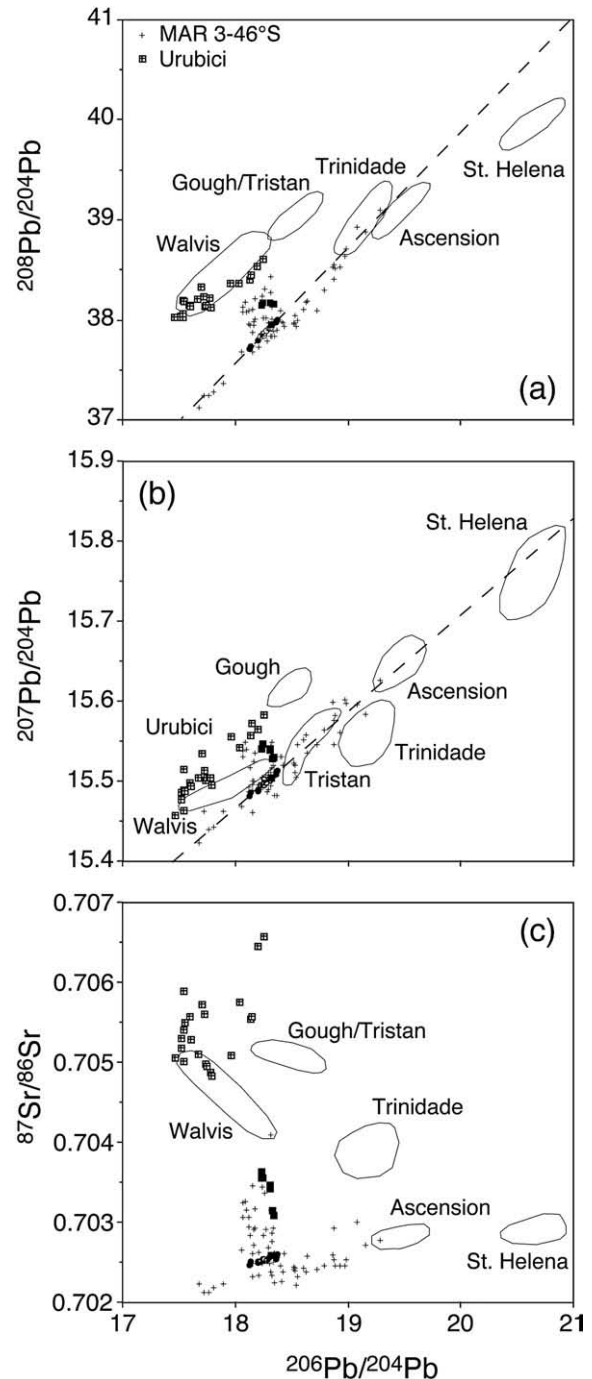 (a)
+ MAR 3-46°S
⊞ Urubici
Trinidade
St. Helena
Gough/Tristan
Ascension
Walvis
208Pb/204Pb
41
40
39
38
37
(b)
St. Helena
Gough
Ascension
Urubici
Trinidade
Tristan
Walvis
207Pb/204Pb
15.9
15.8
15.7
15.6
15.5
15.4
(c)
Gough/Tristan
Trinidade
Walvis
Ascension
St. Helena
87Sr/86Sr
0.707
0.706
0.705
0.704
0.703
0.702
17 18 19 20 21
206Pb/204Pb